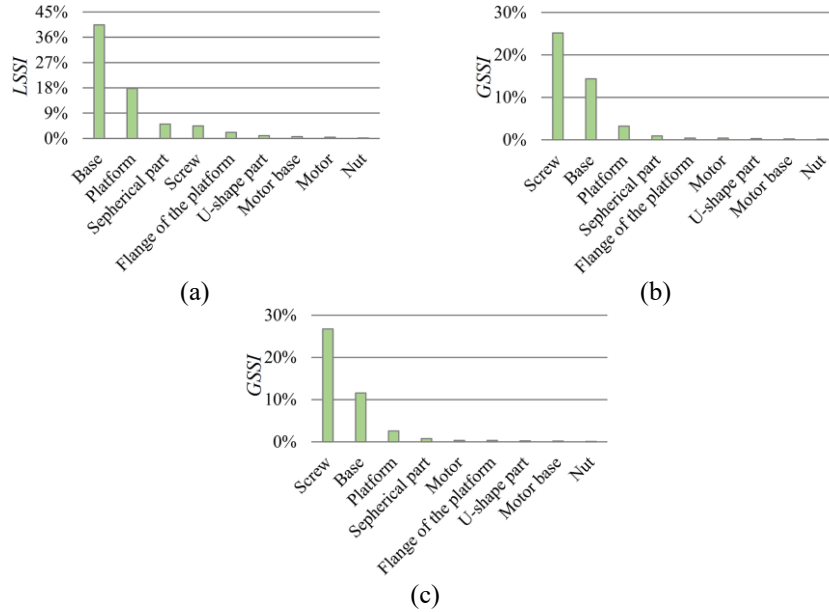 45%
36%
27%
18%
9%
0%
LSSI
Base
Platform
Sepherical part
Screw
Flange of the platform
U-shape part
Motor base
Motor
Nut
(a)
30%
20%
10%
0%
GSSI
Screw
Base
Platform
Sepherical part
Flange of the platform
Motor
U-shape part
Motor base
Nut
(b)
30%
20%
10%
0%
GSSI
Screw
Base
Platform
Sepherical part
Motor
Flange of the platform
U-shape part
Motor base
Nut
(c)